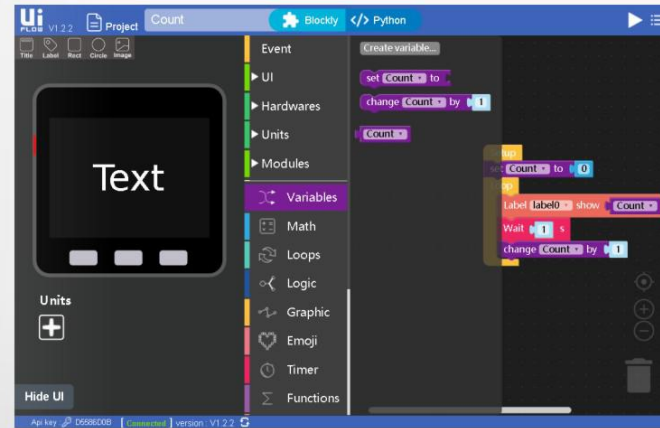 Ui FLOW V1.2.2 Project Count Blockly </> Python
Title Label Rect Circle Image
Text
Units
Hide UI
Event
UI
Hardwares
Units
Modules
Variables
Math
Loops
Logic
Graphic
Emoji
Timer
Functions
Create variable...
set Count to
change Count by 1
Count
set Count to 0
Label label0 show Count
Wait 1 s
change Count by 1
Api key D5586D0B [ Connected ] version : V1.2.2